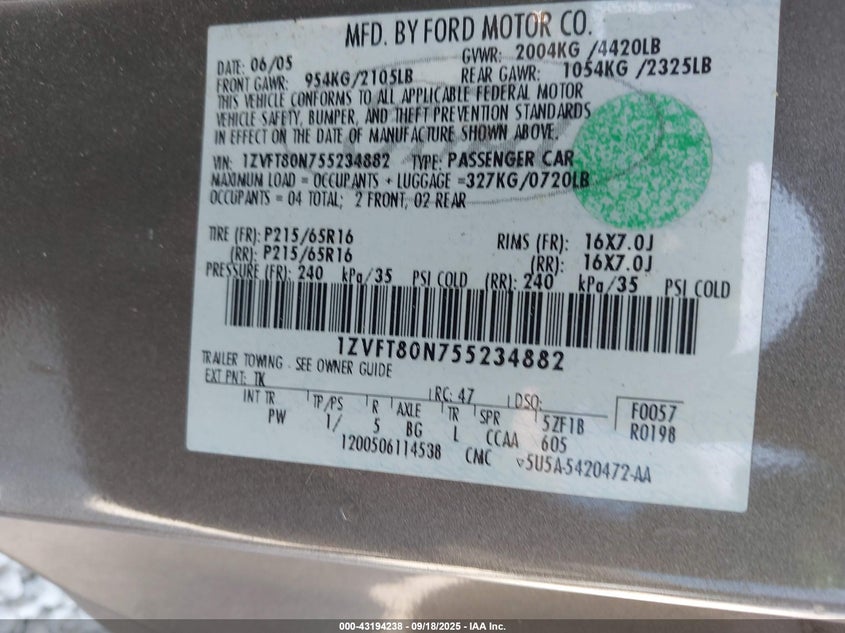 MFD. BY FORD MOTOR CO.
DATE: 06/05 GVWR: 2004KG /4420LB
FRONT GAWR: 954KG/2105LB REAR GAWR: 1054KG /2325LB
THIS VEHICLE CONFORMS TO ALL APPLICABLE FEDERAL MOTOR
VEHICLE SAFETY, BUMPER, AND THEFT PREVENTION STANDARDS
IN EFFECT ON THE DATE OF MANUFACTURE SHOWN ABOVE.
VIN: 1ZVFT80N755234882 TYPE: PASSENGER CAR
MAXIMUM LOAD = OCCUPANTS + LUGGAGE =327KG/0720LB
OCCUPANTS = 04 TOTAL; 2 FRONT, 02 REAR
TIRE (FR): P215/65R16 RIMS (FR): 16X7.0J
(RR): P215/65R16 (RR): 16X7.0J
PRESSURE (FR): 240 kPa/35 PSI COLD (RR): 240 kPa/35 PSI COLD
1ZVFT80N755234882
TRAILER TOWING - SEE OWNER GUIDE
EXT PNT: TK RC: 47 DSO: F0057
INT TR TP/PS R AXLE TR SPR 5ZF1B R0198
PW 1/ 5 BG L CCAA 605
1200506114538 CMC ▽5U5A-5420472-AA
000-43194238 - 09/18/2025 - IAA Inc.